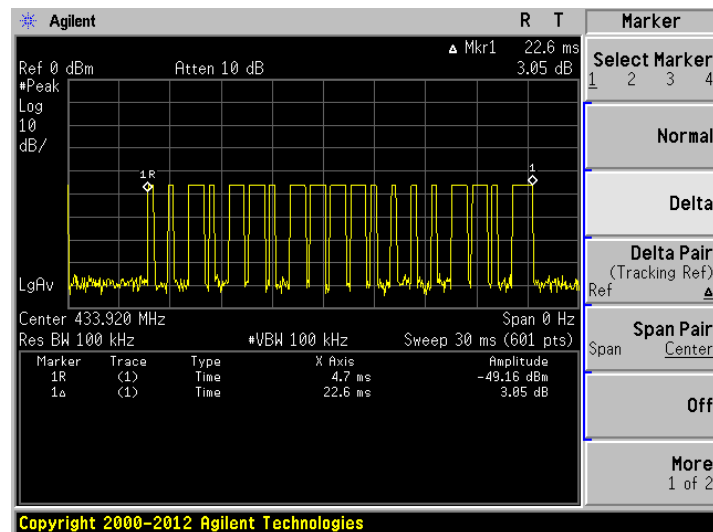 Agilent R T
Δ Mkr1 22.6 ms
Ref 0 dBm Atten 10 dB 3.05 dB
#Peak
Log
10
dB/
1R
1
LgAv
Center 433.920 MHz Span 0 Hz
Res BW 100 kHz #VBW 100 kHz Sweep 30 ms (601 pts)
Marker Trace Type X Axis Amplitude
1R (1) Time 4.7 ms -49.16 dBm
1Δ (1) Time 22.6 ms 3.05 dB
Marker
Select Marker
1 2 3 4
Normal
Delta
Delta Pair
(Tracking Ref)
Ref Δ
Span Pair
Span Center
Off
More
1 of 2
Copyright 2000-2012 Agilent Technologies